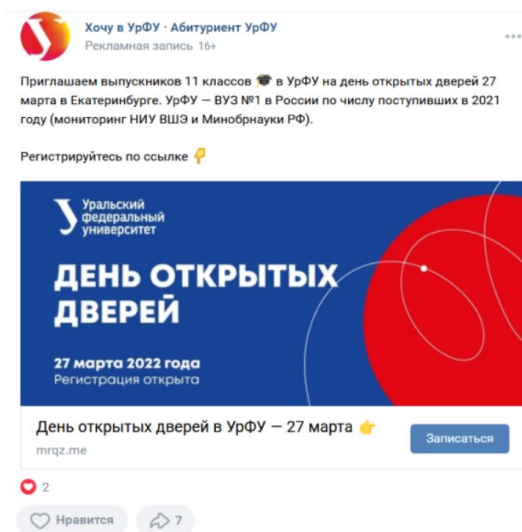 Хочу в УрФУ · Абитуриент УрФУ
Рекламная запись 16+
Приглашаем выпускников 11 классов 🎓 в УрФУ на день открытых дверей 27
марта в Екатеринбурге. УрФУ — ВУЗ №1 в России по числу поступивших в 2021
году (мониторинг НИУ ВШЭ и Минобрнауки РФ).
Регистрируйтесь по ссылке 👇
Уральский
федеральный
университет
ДЕНЬ ОТКРЫТЫХ
ДВЕРЕЙ
27 марта 2022 года
Регистрация открыта
День открытых дверей в УрФУ — 27 марта 👉
mrqz.me
Записаться
2
Нравится
7